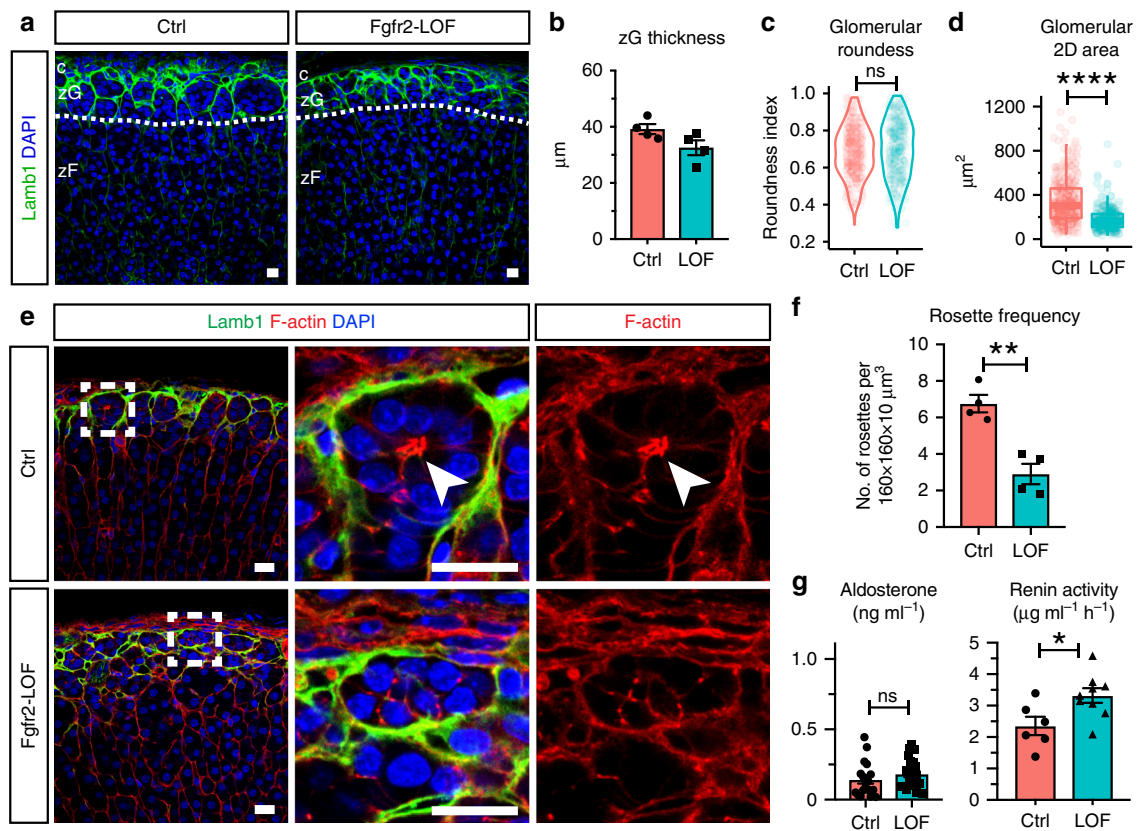 a
Ctrl
Fgfr2-LOF
Lamb1 DAPI
c
zG
zF
c
zG
b
zG thickness
60
40
20
0
μm
Ctrl
LOF
c
Glomerular
roundess
ns
1.0
0.8
0.6
0.4
0.2
Roundness index
Ctrl
LOF
d
Glomerular
2D area
****
1200
800
400
0
μm²
Ctrl
LOF
e
Lamb1 F-actin DAPI
F-actin
Ctrl
Fgfr2-LOF
f
Rosette frequency
**
10
8
6
4
2
0
No. of rosettes per
160×160×10 μm³
Ctrl
LOF
g
Aldosterone
(ng ml⁻¹)
1.0
0.5
0
ns
Ctrl
LOF
Renin activity
(μg ml⁻¹ h⁻¹)
*
5
4
3
2
1
0
Ctrl
LOF